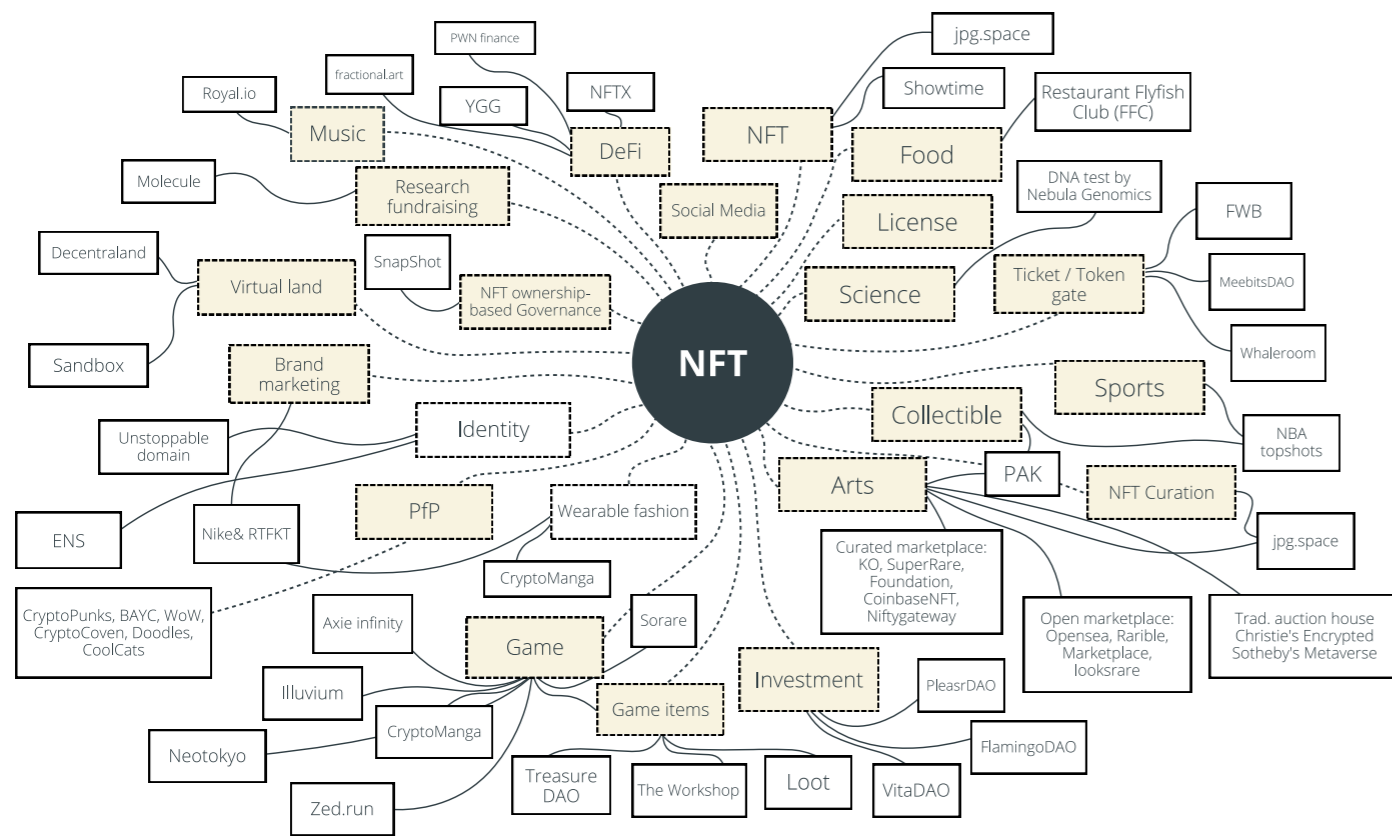 PWN finance
jpg.space
fractional.art
Royal.io
YGG
NFTX
Showtime
Restaurant Flyfish
Club (FFC)
Music
DeFi
NFT
Food
Molecule
Research
fundraising
Social Media
License
DNA test by
Nebula Genomics
FWB
Decentraland
SnapShot
Virtual land
NFT ownership-
based Governance
Science
Ticket / Token
gate
MeebitsDAO
Sandbox
Brand
marketing
NFT
Whaleroom
Sports
Unstoppable
domain
Identity
Collectible
NBA
topshots
PAK
PfP
Wearable fashion
Arts
NFT Curation
ENS
Nike& RTFKT
jpg.space
CryptoManga
Curated marketplace:
KO, SuperRare,
Foundation,
CoinbaseNFT,
Niftygateway
CryptoPunks, BAYC, WoW,
CryptoCoven, Doodles,
CoolCats
Axie infinity
Sorare
Open marketplace:
Opensea, Rarible,
Marketplace,
looksrare
Trad. auction house
Christie's Encrypted
Sotheby's Metaverse
Game
Illuvium
Investment
PleasrDAO
Game items
CryptoManga
Neotokyo
FlamingoDAO
Treasure
DAO
The Workshop
Loot
VitaDAO
Zed.run